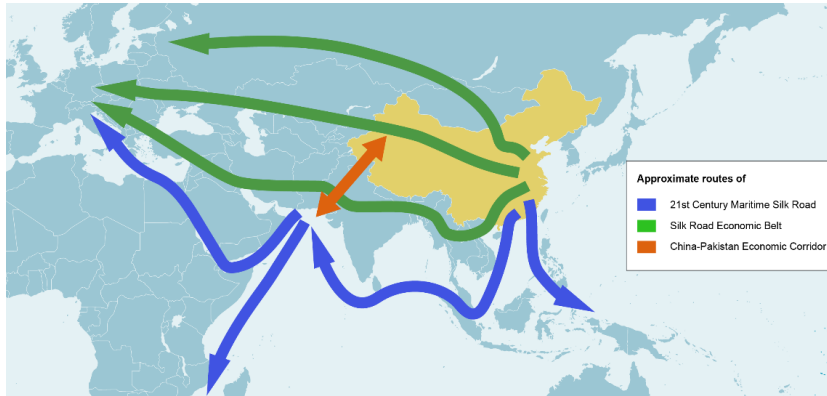 Approximate routes of
21st Century Maritime Silk Road
Silk Road Economic Belt
China-Pakistan Economic Corridor